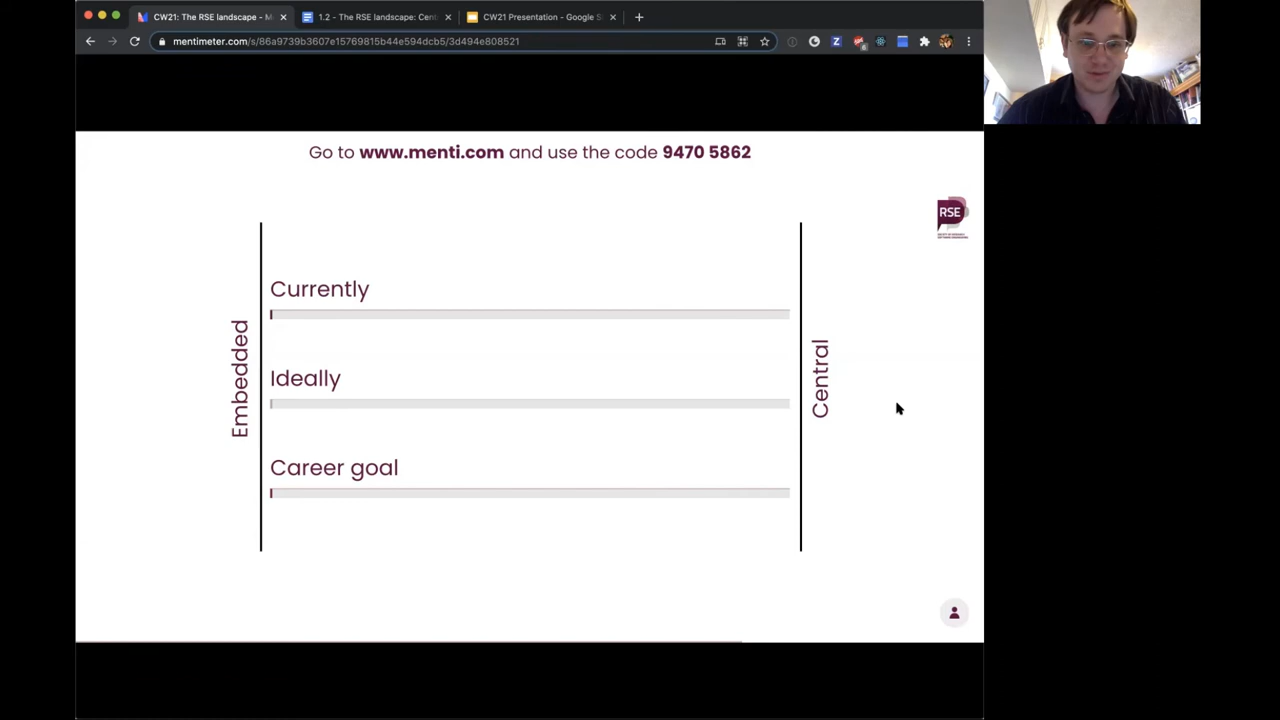 CW21: The RSE landscape - M
1.2 - The RSE landscape: Cent
CW21 Presentation - Google S
mentimeter.com/s/86a9739b3607e15769815b44e594dcb5/3d494e808521
Go to www.menti.com and use the code 9470 5862
RSE
Currently
Ideally
Career goal
Embedded
Central